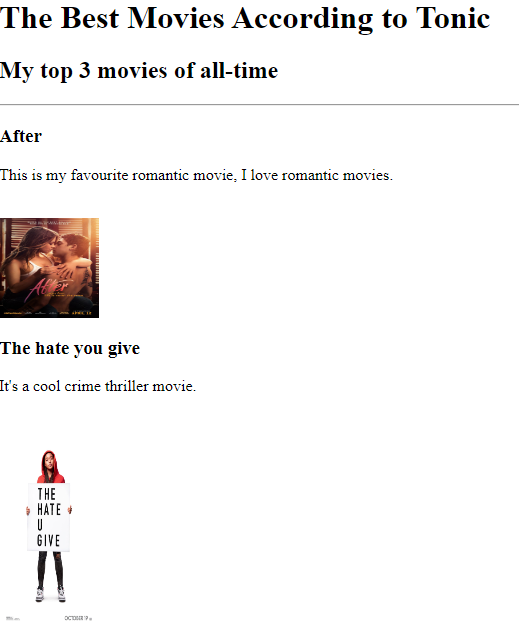 The Best Movies According to Tonic
My top 3 movies of all-time
After
This is my favourite romantic movie, I love romantic movies.
After
The hate you give
It's a cool crime thriller movie.
THE
HATE
U
GIVE
OCTOBER 19